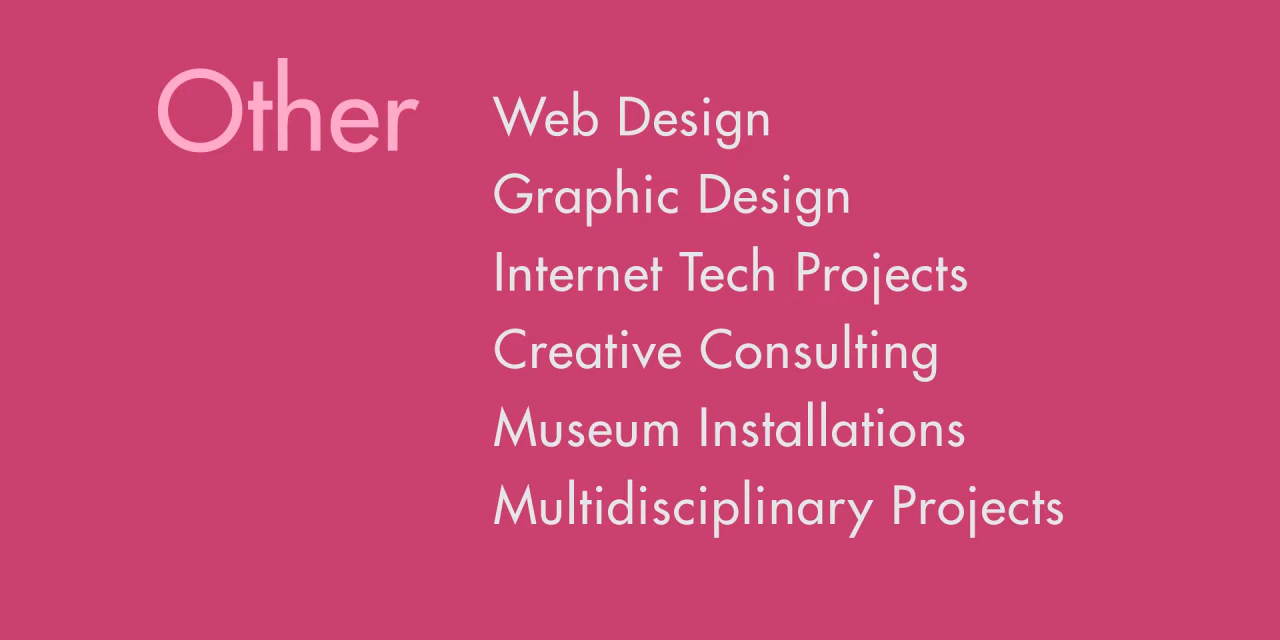 Other
Web Design
Graphic Design
Internet Tech Projects
Creative Consulting
Museum Installations
Multidisciplinary Projects